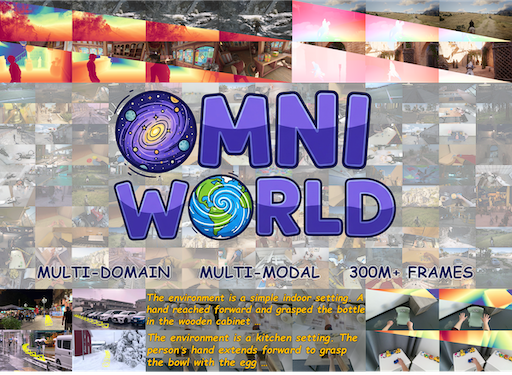 OMNI
WORLD
MULTI-DOMAIN MULTI-MODAL 300M+ FRAMES
The environment is a simple indoor setting. A
hand reached forward and grasped the bottle
in the wooden cabinet ...
The environment is a kitchen setting. The
person's hand extends forward to grasp
the bowl with the egg ...